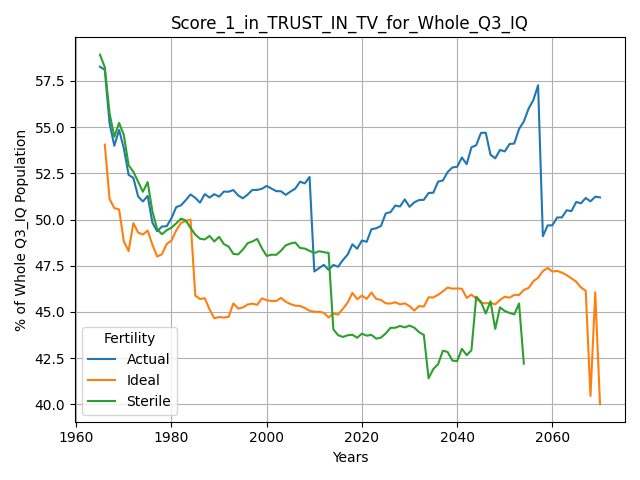 Score_1_in_TRUST_IN_TV_for_Whole_Q3_IQ
% of Whole Q3_IQ Population
57.5
55.0
52.5
50.0
47.5
45.0
42.5
40.0
Fertility
Actual
Ideal
Sterile
1960 1980 2000 2020 2040 2060
Years